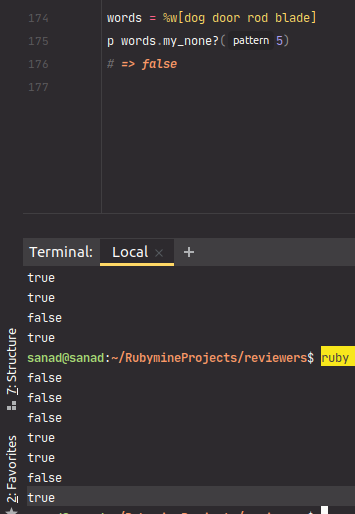 174 words = %w[dog door rod blade]
175 p words.my_none?( pattern 5)
176 # => false
177
Terminal: Local × +
true
true
false
true
sanad@sanad:~/RubymineProjects/reviewers$ ruby
false
false
false
true
true
false
true
7: Structure
2: Favorites